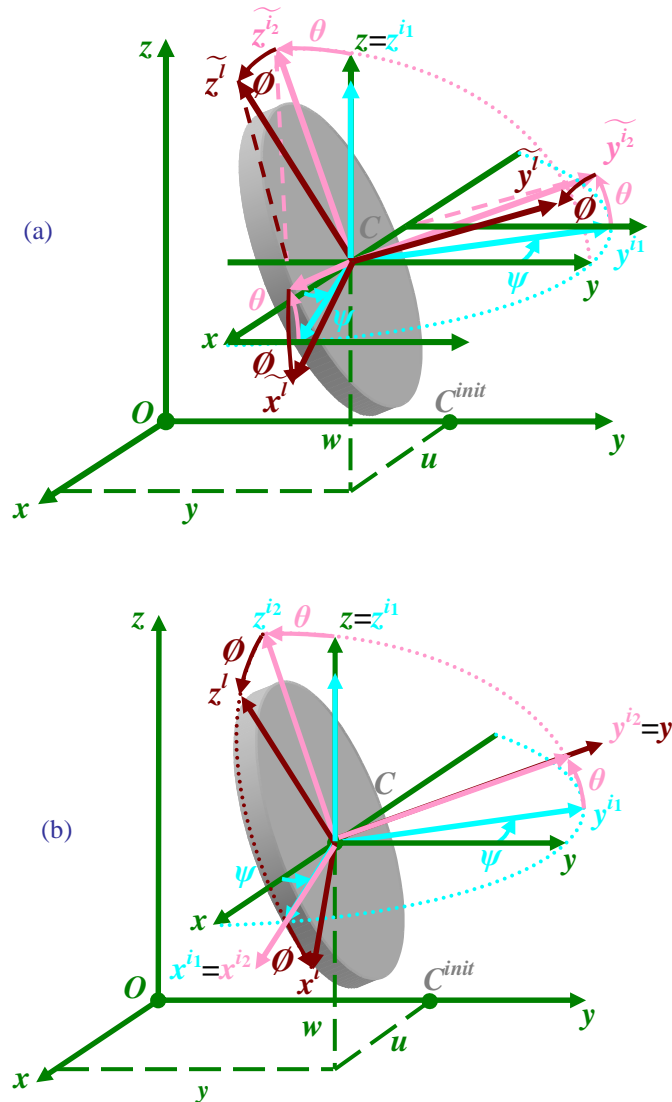 z̃^{i₂} θ z=z^{i₁}
z
z̃^l Ø
ỹ^l ỹ^{i₂}
Ø θ
(a) C
y^{i₁}
θ ψ ψ y
x
Ø
x̃^l C^{init}
O w u y
x y
z z^{i₂} θ z=z^{i₁}
Ø
z^l
y^{i₂}=y
C θ
(b) y^{i₁}
ψ ψ y
x
x^{i₁}=x^{i₂} Ø x^l
O C^{init}
w u y
x y